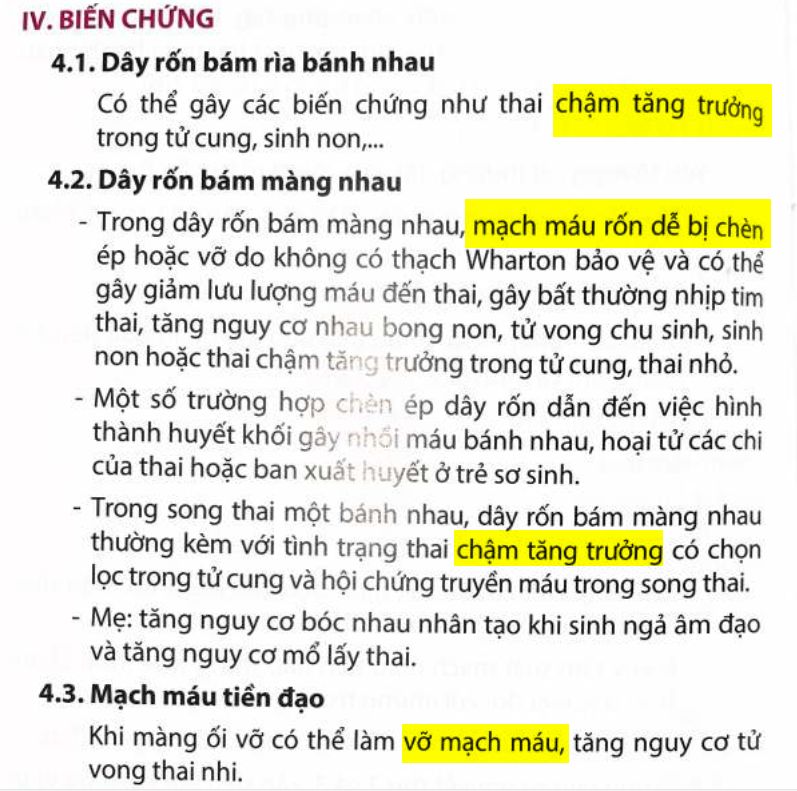 IV. BIẾN CHỨNG
4.1. Dây rốn bám rìa bánh nhau
Có thể gây các biến chứng như thai chậm tăng trưởng
trong tử cung, sinh non,...
4.2. Dây rốn bám màng nhau
- Trong dây rốn bám màng nhau, mạch máu rốn dễ bị chèn
ép hoặc vỡ do không có thạch Wharton bảo vệ và có thể
gây giảm lưu lượng máu đến thai, gây bất thường nhịp tim
thai, tăng nguy cơ nhau bong non, tử vong chu sinh, sinh
non hoặc thai chậm tăng trưởng trong tử cung, thai nhỏ.
- Một số trường hợp chèn ép dây rốn dẫn đến việc hình
thành huyết khối gây nhồi máu bánh nhau, hoại tử các chi
của thai hoặc ban xuất huyết ở trẻ sơ sinh.
- Trong song thai một bánh nhau, dây rốn bám màng nhau
thường kèm với tình trạng thai chậm tăng trưởng có chọn
lọc trong tử cung và hội chứng truyền máu trong song thai.
- Mẹ: tăng nguy cơ bóc nhau nhân tạo khi sinh ngả âm đạo
và tăng nguy cơ mổ lấy thai.
4.3. Mạch máu tiền đạo
Khi màng ối vỡ có thể làm vỡ mạch máu, tăng nguy cơ tử
vong thai nhi.